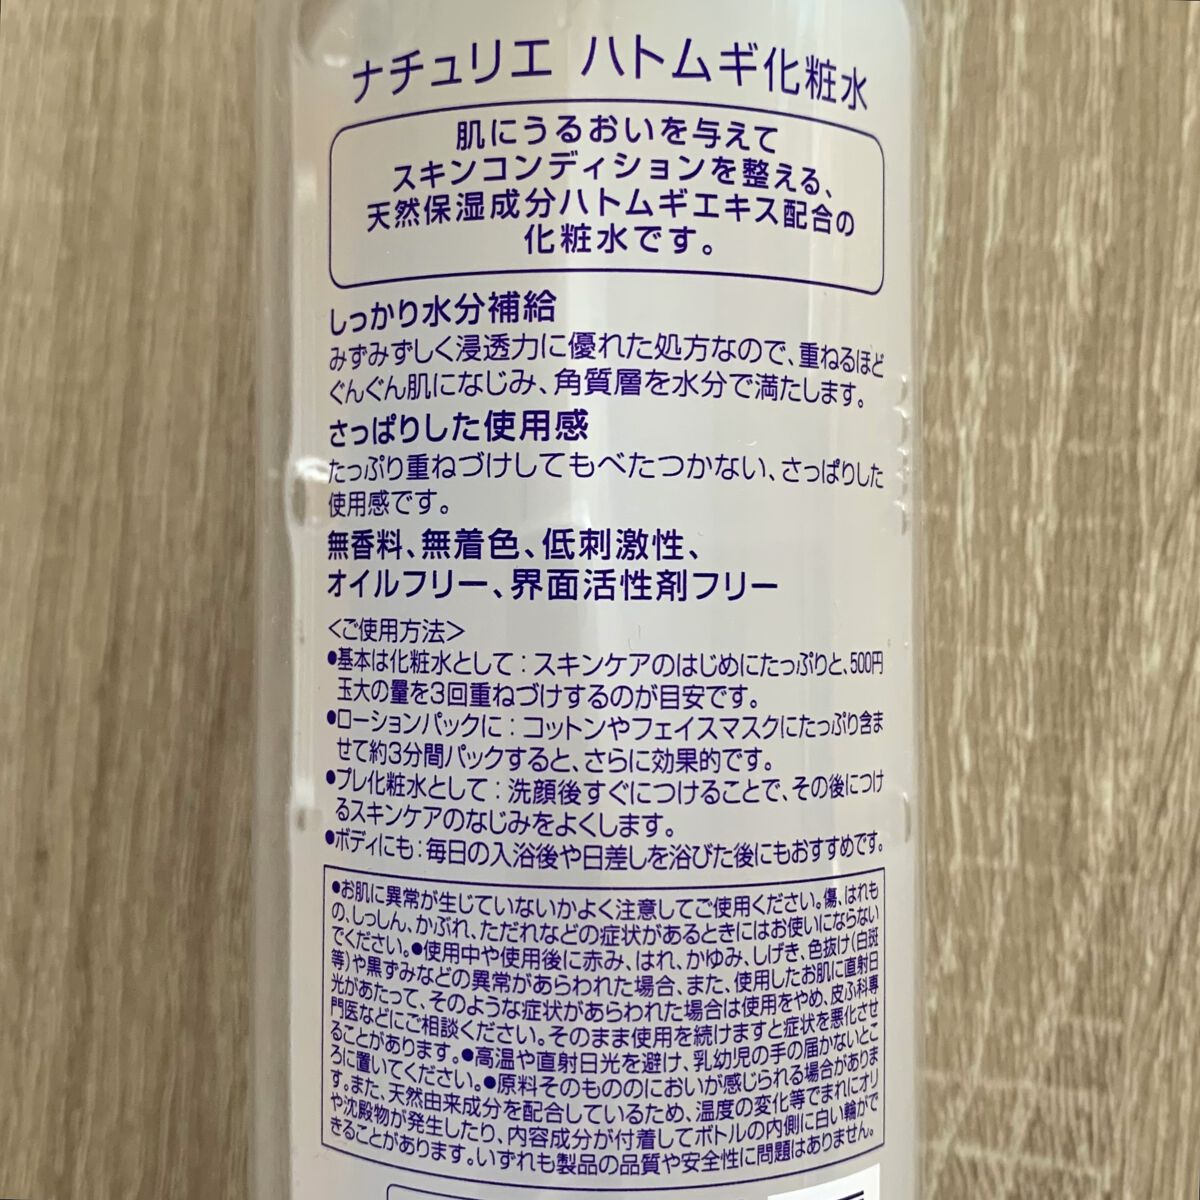 ナチュリエ ハトムギ化粧水
肌にうるおいを与えて
スキンコンディションを整える、
天然保湿成分ハトムギエキス配合の
化粧水です。
しっかり水分補給
みずみずしく浸透力に優れた処方なので、重ねるほど
ぐんぐん肌になじみ、角質層を水分で満たします。
さっぱりした使用感
たっぷり重ねづけしてもべたつかない、さっぱりした
使用感です。
無香料、無着色、低刺激性、
オイルフリー、界面活性剤フリー
<ご使用方法>
●基本は化粧水として：スキンケアのはじめにたっぷりと、500円
玉大の量を3回重ねづけするのが目安です。
●ローションパックに：コットンやフェイスマスクにたっぷり含ま
せて約3分間パックすると、さらに効果的です。
●プレ化粧水として：洗顔後すぐにつけることで、その後につけ
るスキンケアのなじみをよくします。
●ボディにも：毎日の入浴後や日差しを浴びた後にもおすすめです。
●お肌に異常が生じていないかよく注意してご使用ください。傷、はれも
の、しっしん、かぶれ、ただれなどの症状があるときにはお使いにならない
でください。●使用中や使用後に赤み、はれ、かゆみ、しげき、色抜け(白斑
等)や黒ずみなどの異常があらわれた場合、また、使用したお肌に直射日
光があたって、そのような症状があらわれた場合は使用をやめ、皮ふ科専
門医などにご相談ください。そのまま使用を続けますと症状を悪化させ
ることがあります。●高温や直射日光を避け、乳幼児の手の届かないとこ
ろに置いてください。●原料そのもののにおいが感じられる場合がありま
す。また、天然由来成分を配合しているため、温度の変化等でまれにオリ
や沈殿物が発生したり、内容成分が付着してボトルの内側に白い輪がで
きることがあります。いずれも製品の品質や安全性に問題はありません。